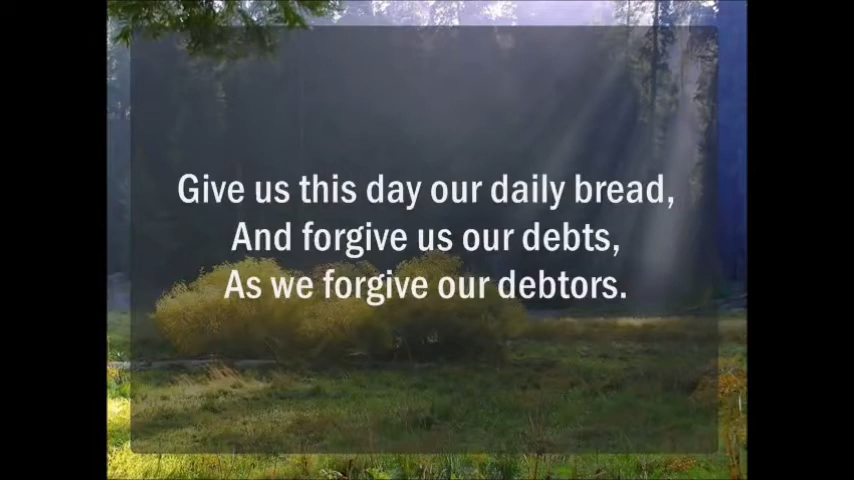 Give us this day our daily bread,
And forgive us our debts,
As we forgive our debtors.